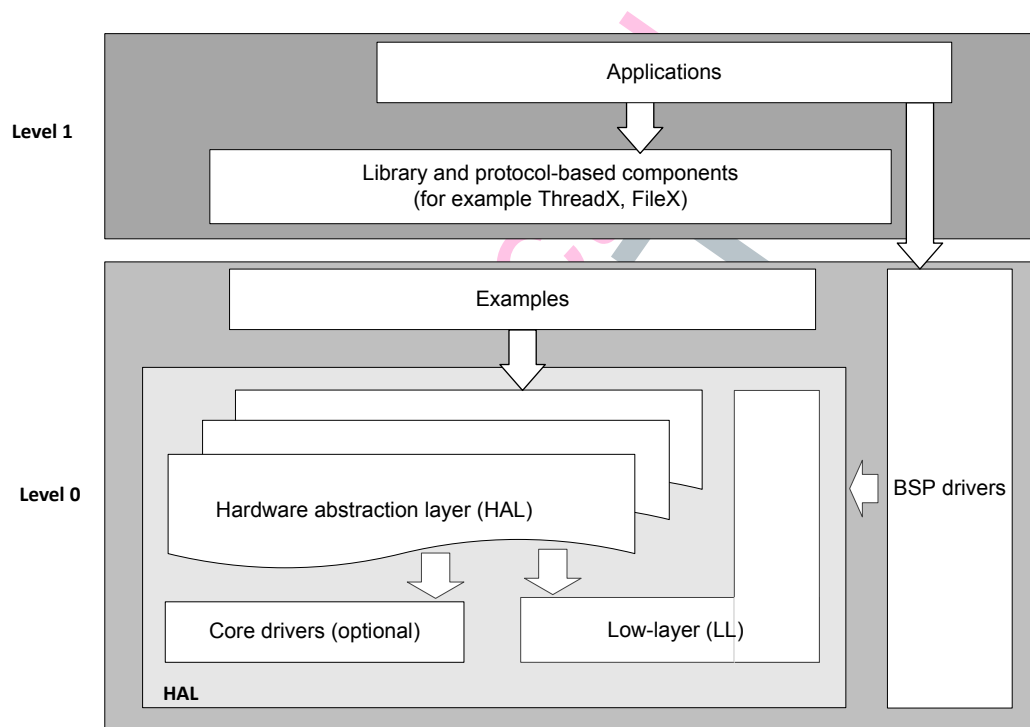 Applications
Level 1
Library and protocol-based components
(for example ThreadX, FileX)
Examples
Level 0
BSP drivers
Hardware abstraction layer (HAL)
Core drivers (optional)
Low-layer (LL)
HAL